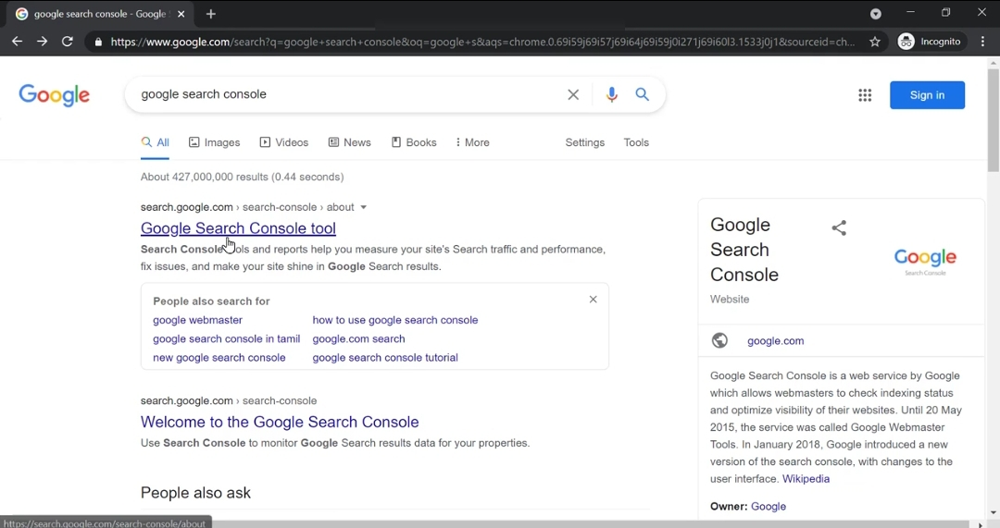 google search console - Google
https://www.google.com/search?q=google+search+console&oq=google+s&aqs=chrome.0.69i59j69i57j69i64j69i59j0i271j69i60l3.1533j0j1&sourceid=ch...
Incognito
Google
google search console
Sign in
All
Images
Videos
News
Books
More
Settings
Tools
About 427,000,000 results (0.44 seconds)
search.google.com › search-console › about
Google Search Console tool
Search Console tools and reports help you measure your site's Search traffic and performance,
fix issues, and make your site shine in Google Search results.
People also search for
google webmaster
how to use google search console
google search console in tamil
google.com search
new google search console
google search console tutorial
search.google.com › search-console
Welcome to the Google Search Console
Use Search Console to monitor Google Search results data for your properties.
People also ask
Google
Search
Console
Website
Google
Search Console
google.com
Google Search Console is a web service by Google
which allows webmasters to check indexing status
and optimize visibility of their websites. Until 20 May
2015, the service was called Google Webmaster
Tools. In January 2018, Google introduced a new
version of the search console, with changes to the
user interface. Wikipedia
Owner: Google
https://search.google.com/search-console/about